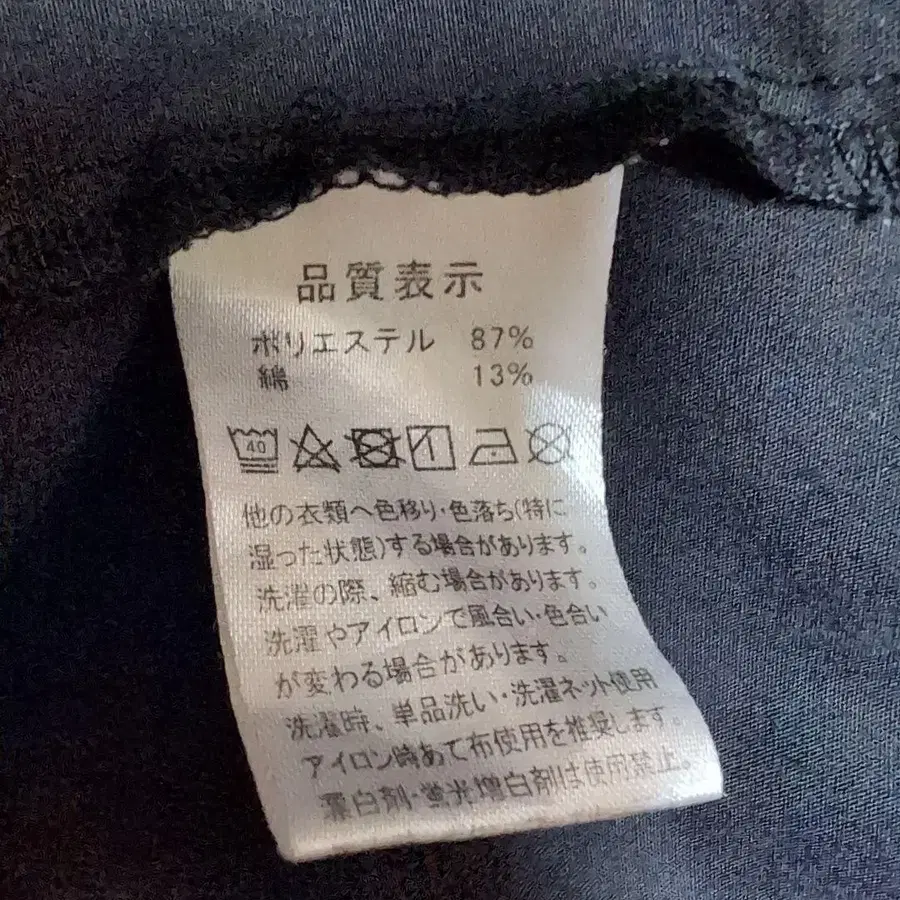 品質表示
ポリエステル 87%
綿 13%
40
他の衣類へ色移り・色落ち(特に
湿った状態)する場合があります。
洗濯の際、縮む場合があります。
洗濯やアイロンで風合い・色合い
が変わる場合があります。
洗濯時、単品洗い・洗濯ネット使用
アイロン時あて布使用を推奨します。
漂白剤・蛍光増白剤は使用禁止。